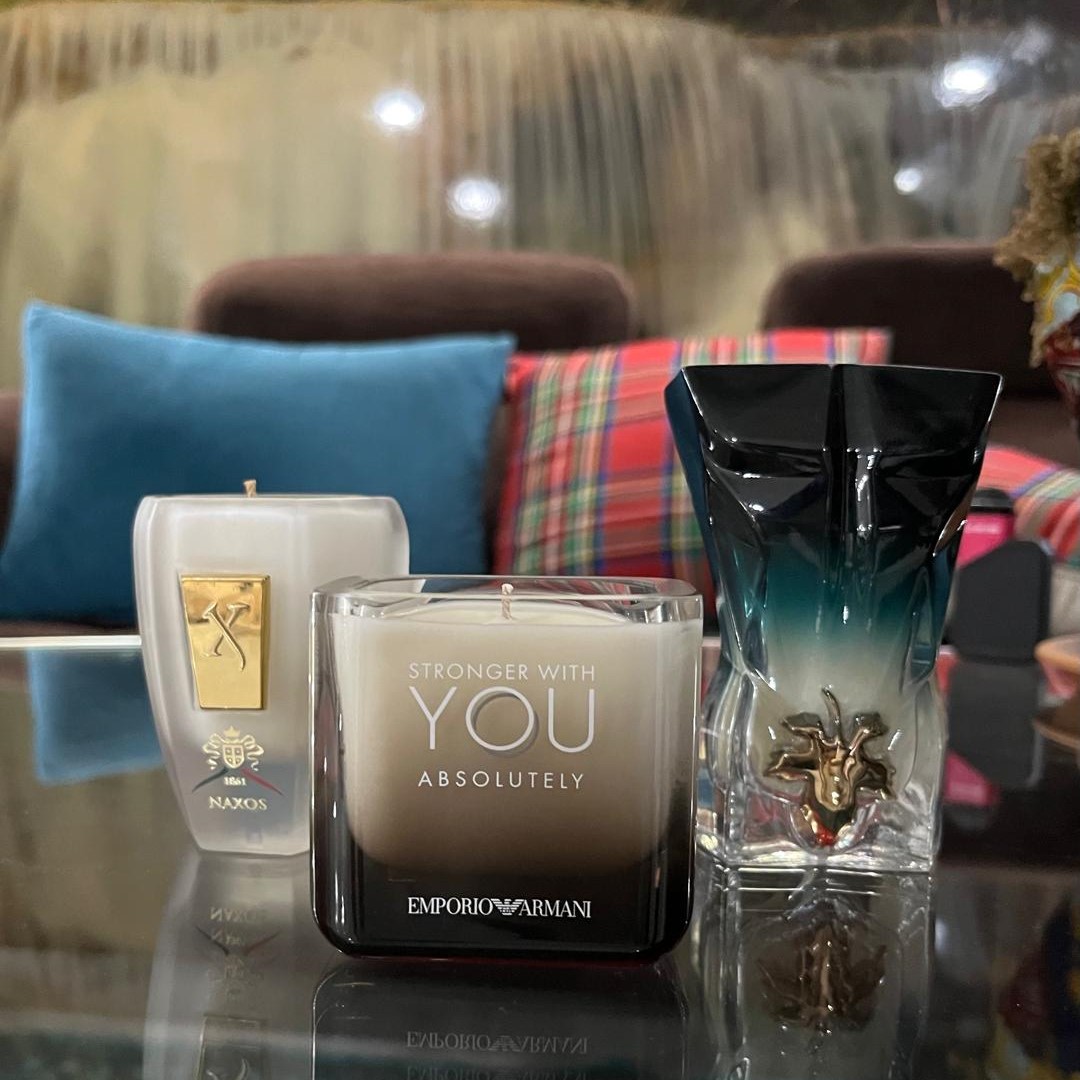 X
1861
NAXOS
STRONGER WITH
YOU
ABSOLUTELY
EMPORIO ARMANI